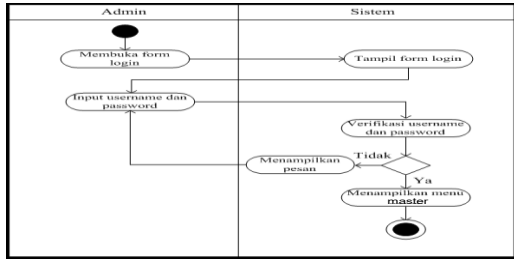 Admin
Sistem
Membuka form
login
Tampil form login
Input username dan
password
Verifikasi username
dan password
Tidak
Menampilkan
pesan
Ya
Menampilkan menu
master